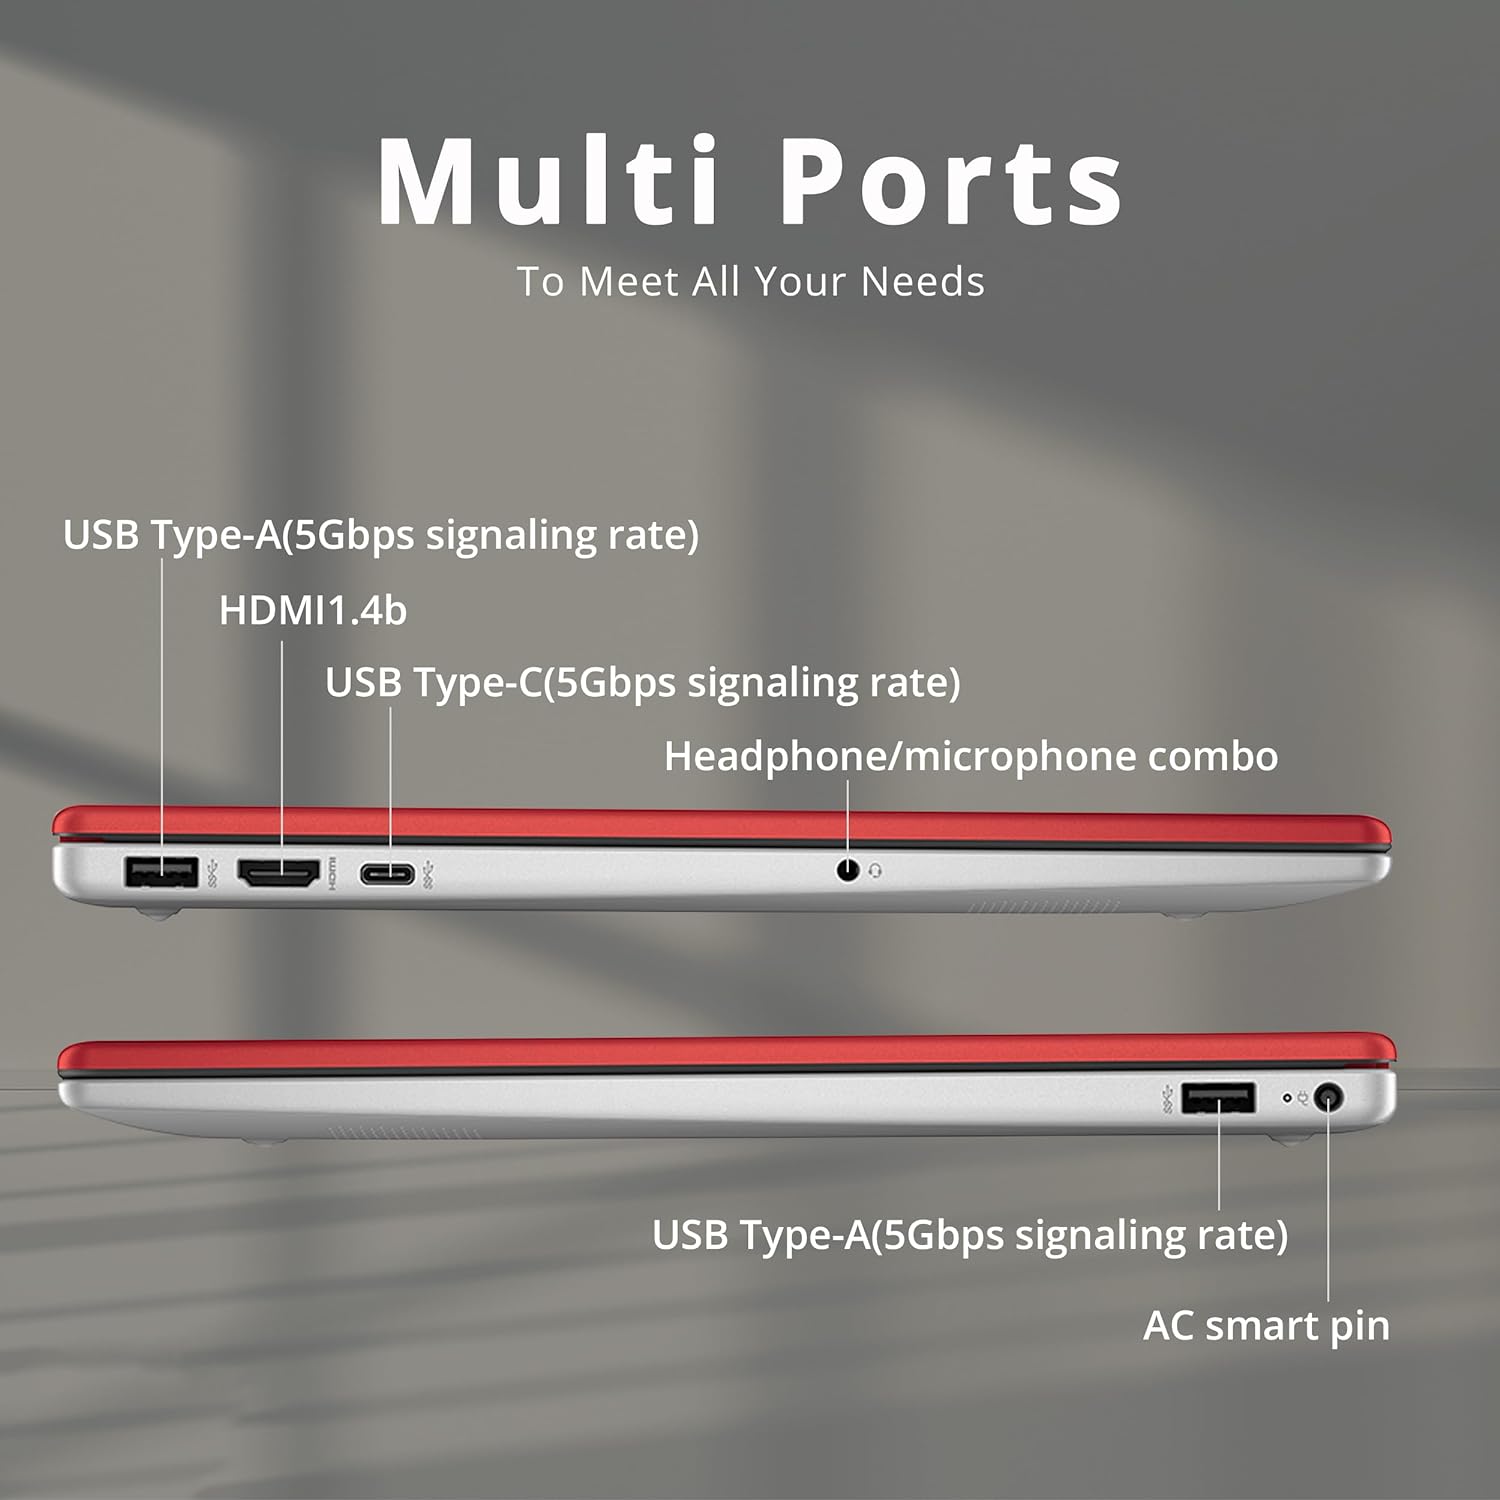 Multi Ports
To Meet All Your Needs
USB Type-A(5Gbps signaling rate)
HDMI1.4b
USB Type-C(5Gbps signaling rate)
Headphone/microphone combo
HDMI
USB Type-A(5Gbps signaling rate)
AC smart pin